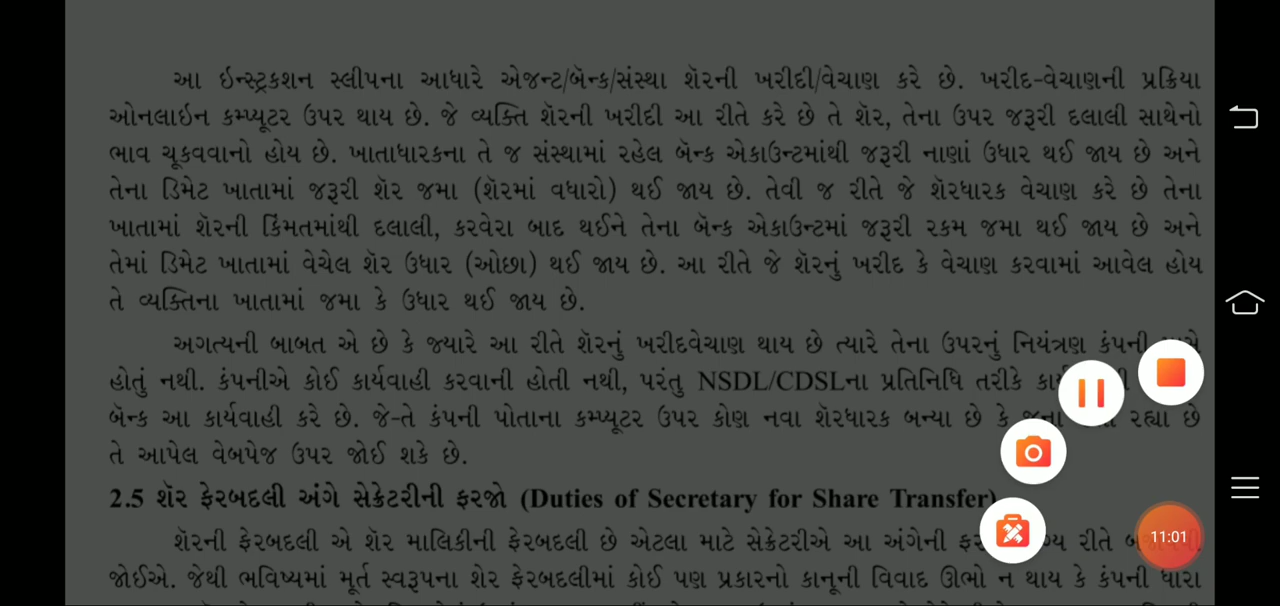 આ ઇન્સ્ટ્રકશન સ્લીપના આધારે એજન્ટ/બૅન્ક/સંસ્થા શૅરની ખરીદી/વેચાણ કરે છે. ખરીદ-વેચાણની પ્રક્રિયા
ઓનલાઇન કમ્પ્યૂટર ઉપર થાય છે. જે વ્યક્તિ શૅરની ખરીદી આ રીતે કરે છે તે શૅર, તેના ઉપર જરૂરી દલાલી સાથેનો
ભાવ ચૂકવવાનો હોય છે. ખાતાધારકના તે જ સંસ્થામાં રહેલ બૅન્ક એકાઉન્ટમાંથી જરૂરી નાણાં ઉધાર થઈ જાય છે અને
તેના ડિમેટ ખાતામાં જરૂરી શૅર જમા (શૅરમાં વધારો) થઈ જાય છે. તેવી જ રીતે જે શૅરધારક વેચાણ કરે છે તેના
ખાતામાં શૅરની કિંમતમાંથી દલાલી, કરવેરા બાદ થઈને તેના બૅન્ક એકાઉન્ટમાં જરૂરી રકમ જમા થઈ જાય છે અને
તેમાં ડિમેટ ખાતામાં વેચેલ શૅર ઉધાર (ઓછા) થઈ જાય છે. આ રીતે જે શૅરનું ખરીદ કે વેચાણ કરવામાં આવેલ હોય
તે વ્યક્તિના ખાતામાં જમા કે ઉધાર થઈ જાય છે.
અગત્યની બાબત એ છે કે જ્યારે આ રીતે શૅરનું ખરીદવેચાણ થાય છે ત્યારે તેના ઉપરનું નિયંત્રણ કંપની
હોતું નથી. કંપનીએ કોઈ કાર્યવાહી કરવાની હોતી નથી, પરંતુ NSDL/CDSLના પ્રતિનિધિ તરીકે
બૅન્ક આ કાર્યવાહી કરે છે. જે-તે કંપની પોતાના કમ્પ્યૂટર ઉપર કોણ નવા શૅરધારક બન્યા છે કે રહ્યા છે
તે આપેલ વેબપેજ ઉપર જોઈ શકે છે.
2.5 શૅર ફેરબદલી અંગે સેક્રેટરીની ફરજો (Duties of Secretary for Share Transfer)
શૅરની ફેરબદલી એ શૅર માલિકીની ફેરબદલી છે એટલા માટે સેક્રેટરીએ આ અંગેની રીતે
જોઈએ. જેથી ભવિષ્યમાં મૂર્ત સ્વરૂપના શેર ફેરબદલીમાં કોઈ પણ પ્રકારનો કાનૂની વિવાદ ઊભો ન થાય કે કંપની ધારા
11:01